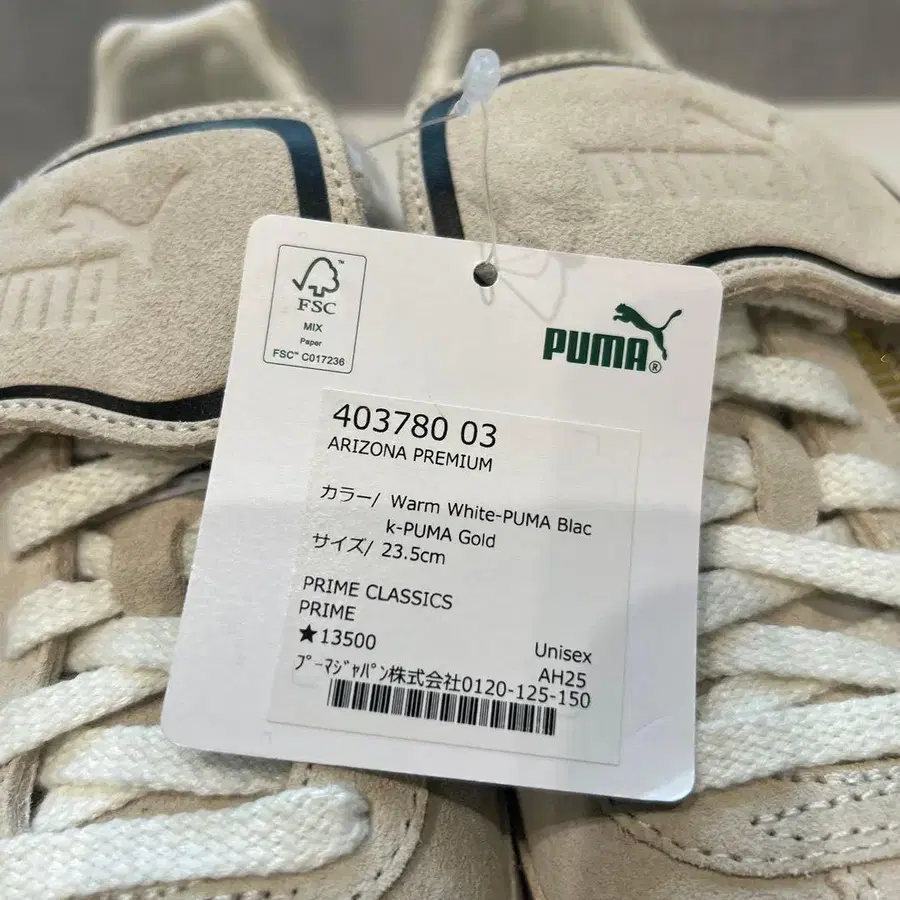 FSC
MIX
Paper
FSC™ C017236
PUMA®
403780 03
ARIZONA PREMIUM
カラー/ Warm White-PUMA Blac
k-PUMA Gold
サイズ/ 23.5cm
PRIME CLASSICS
PRIME
★13500
Unisex
AH25
プーマジャパン株式会社0120-125-150
PUMA
PUMA